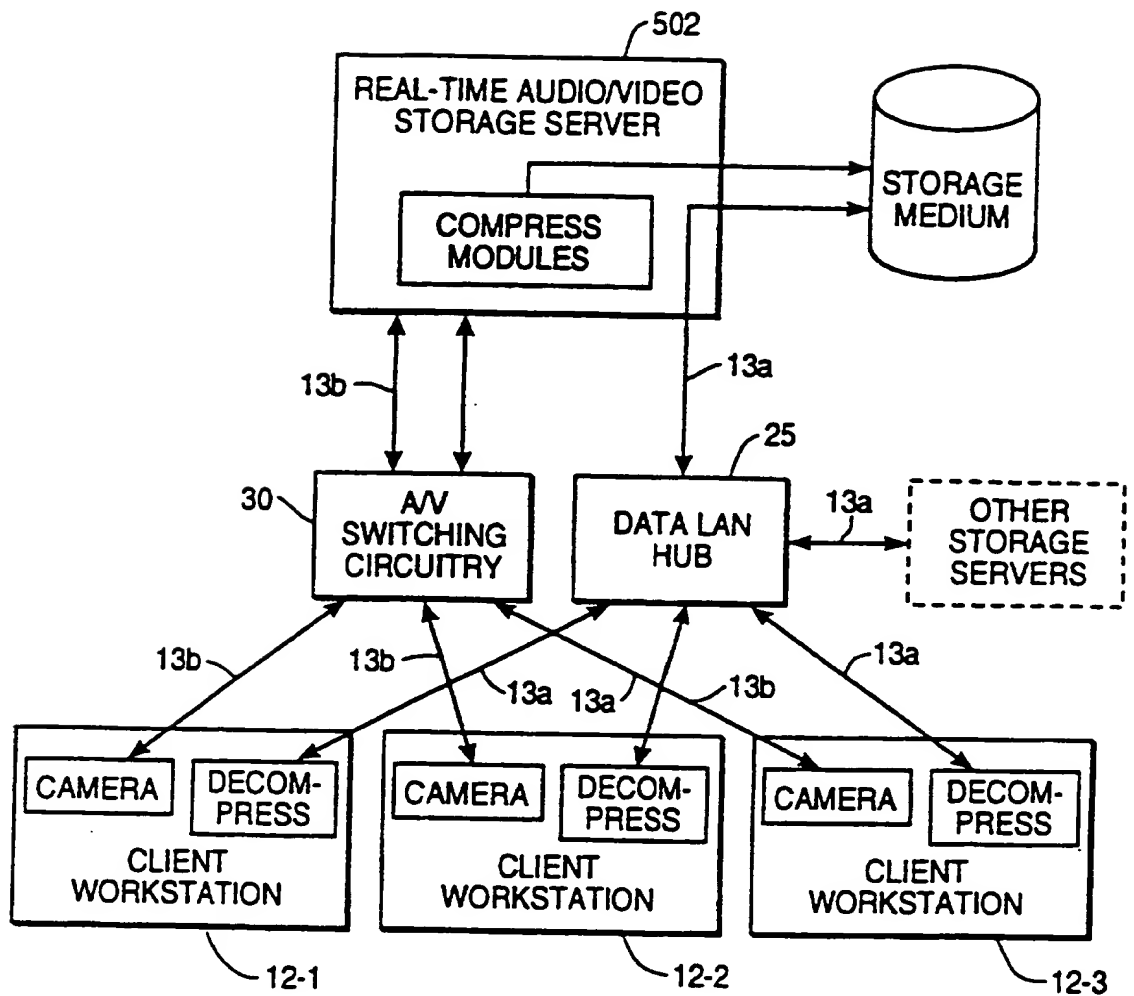 502
REAL-TIME AUDIO/VIDEO
STORAGE SERVER
COMPRESS
MODULES
STORAGE
MEDIUM
13b
13a
25
30
A/V
SWITCHING
CIRCUITRY
DATA LAN
HUB
13a
OTHER
STORAGE
SERVERS
13b
13b
13a
13a
13b
13a
CAMERA
DECOM-
PRESS
CLIENT
WORKSTATION
CAMERA
DECOM-
PRESS
CLIENT
WORKSTATION
CAMERA
DECOM-
PRESS
CLIENT
WORKSTATION
12-1
12-2
12-3